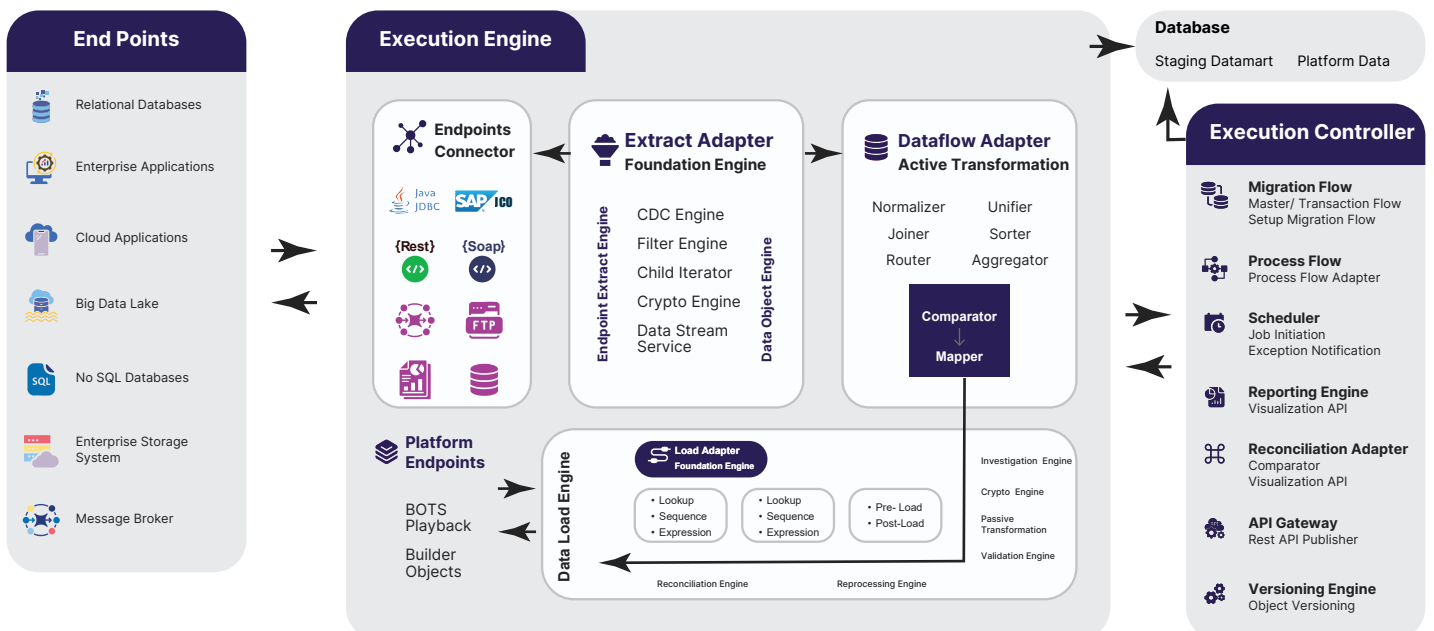 End Points
Relational Databases
Enterprise Applications
Cloud Applications
Big Data Lake
SQL
No SQL Databases
Enterprise Storage
System
Message Broker
Execution Engine
Endpoints
Connector
Java
JDBC
SAP ICO
{Rest}
{Soap}
</>
</>
FTP
Extract Adapter
Foundation Engine
Endpoint Extract Engine
CDC Engine
Filter Engine
Child Iterator
Crypto Engine
Data Stream
Service
Data Object Engine
Dataflow Adapter
Active Transformation
Normalizer
Unifier
Joiner
Sorter
Router
Aggregator
Comparator
Mapper
Platform
Endpoints
BOTS
Playback
Builder
Objects
Data Load Engine
Load Adapter
Foundation Engine
• Lookup
• Sequence
• Expression
• Lookup
• Sequence
• Expression
• Pre- Load
• Post-Load
Investigation Engine
Crypto Engine
Passive
Transformation
Validation Engine
Reconciliation Engine
Reprocessing Engine
Database
Staging Datamart
Platform Data
Execution Controller
Migration Flow
Master/ Transaction Flow
Setup Migration Flow
Process Flow
Process Flow Adapter
Scheduler
Job Initiation
Exception Notification
Reporting Engine
Visualization API
Reconciliation Adapter
Comparator
Visualization API
API Gateway
Rest API Publisher
Versioning Engine
Object Versioning